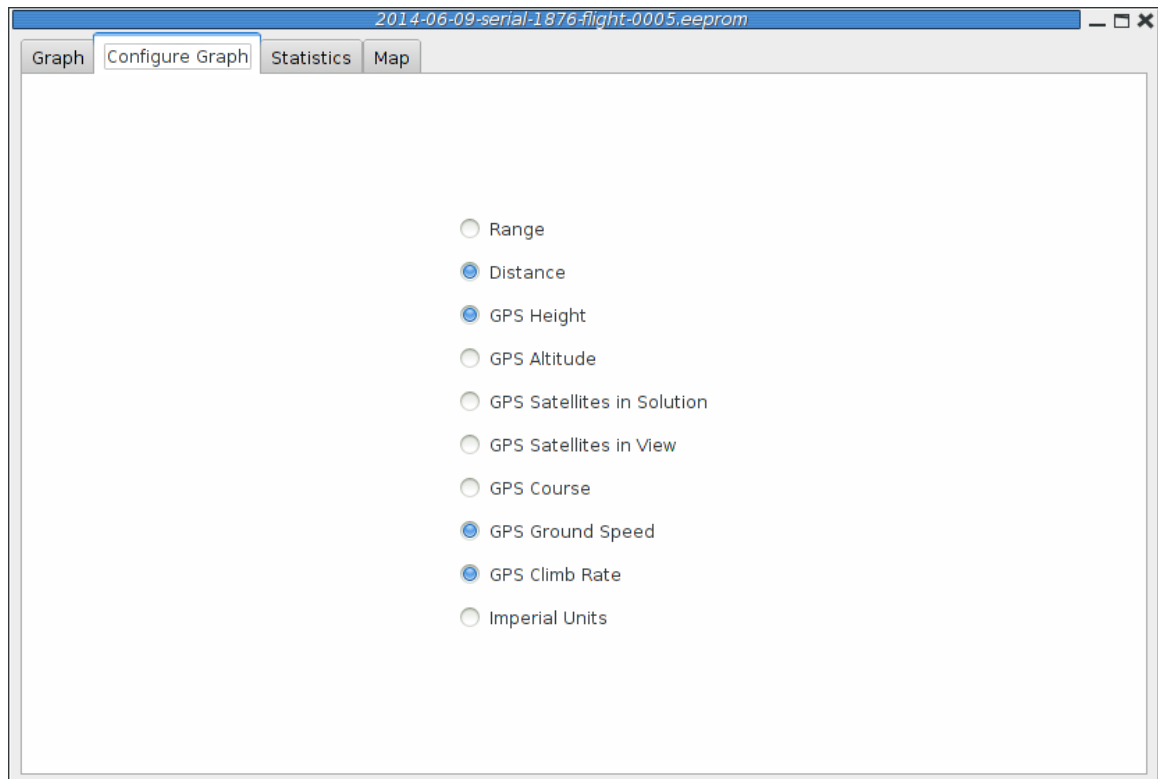 2014-06-09-serial-1876-flight-0005.eeprom
Graph Configure Graph Statistics Map
Range
Distance
GPS Height
GPS Altitude
GPS Satellites in Solution
GPS Satellites in View
GPS Course
GPS Ground Speed
GPS Climb Rate
Imperial Units